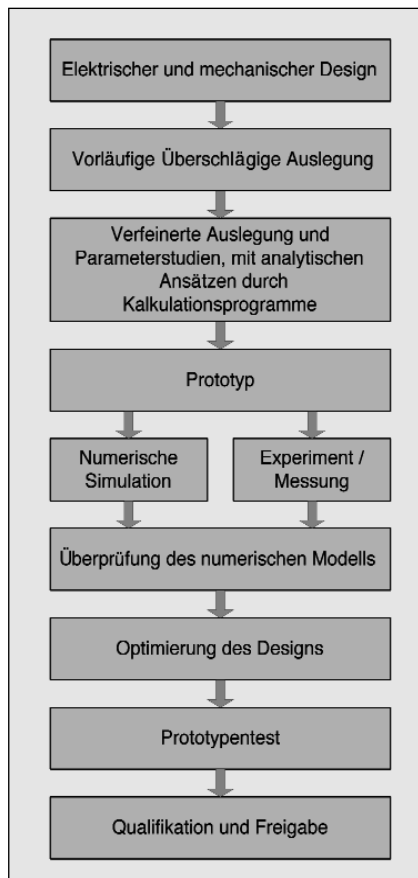 Elektrischer und mechanischer Design
Vorläufige Überschlägige Auslegung
Verfeinerte Auslegung und
Parameterstudien, mit analytischen
Ansätzen durch
Kalkulationsprogramme
Prototyp
Numerische
Simulation
Experiment /
Messung
Überprüfung des numerischen Modells
Optimierung des Designs
Prototypentest
Qualifikation und Freigabe